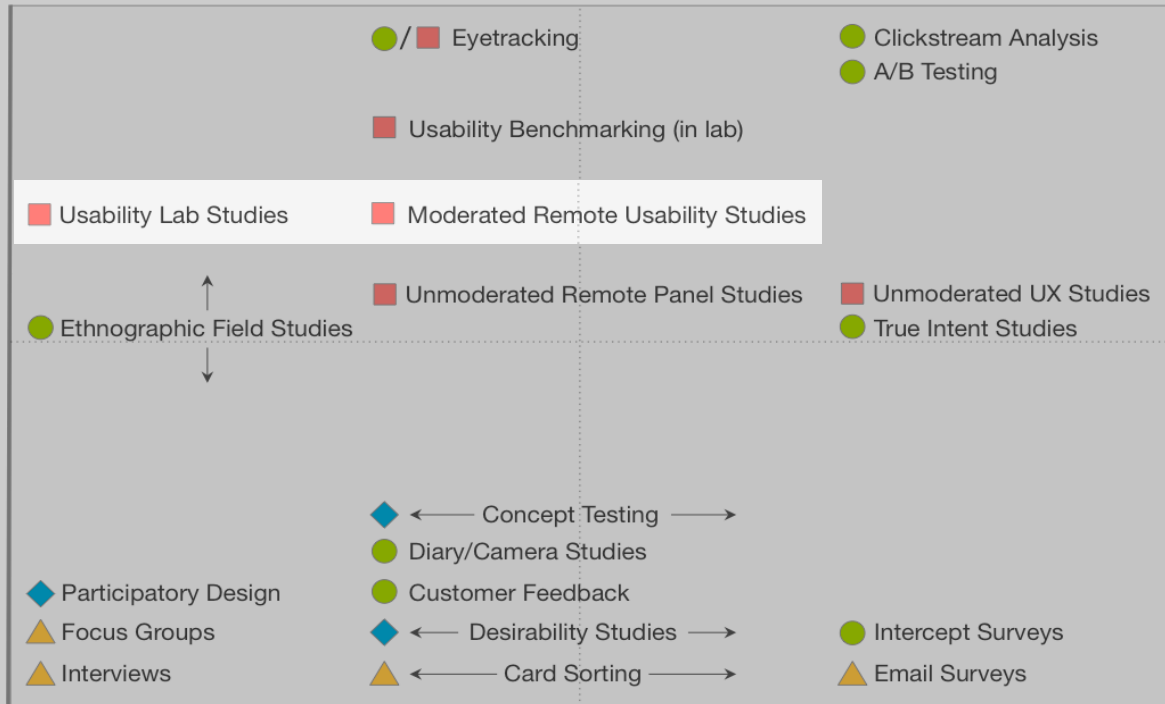 / Eyetracking
Clickstream Analysis
A/B Testing
Usability Benchmarking (in lab)
Usability Lab Studies
Moderated Remote Usability Studies
Unmoderated Remote Panel Studies
Unmoderated UX Studies
Ethnographic Field Studies
True Intent Studies
Concept Testing
Diary/Camera Studies
Participatory Design
Customer Feedback
Focus Groups
Desirability Studies
Intercept Surveys
Interviews
Card Sorting
Email Surveys